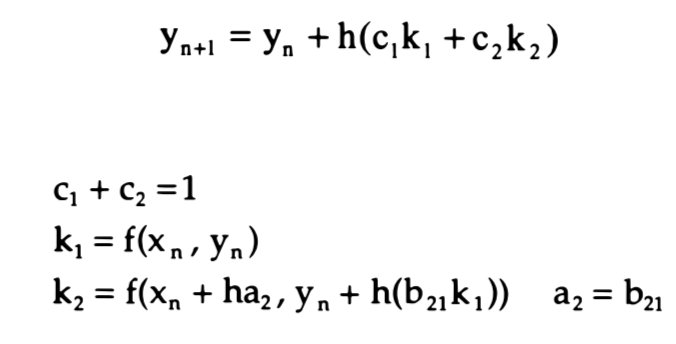 yₙ₊₁ = yₙ + h(c₁k₁ + c₂k₂)
c₁ + c₂ = 1
k₁ = f(xₙ, yₙ)
k₂ = f(xₙ + ha₂, yₙ + h(b₂₁k₁)) a₂ = b₂₁